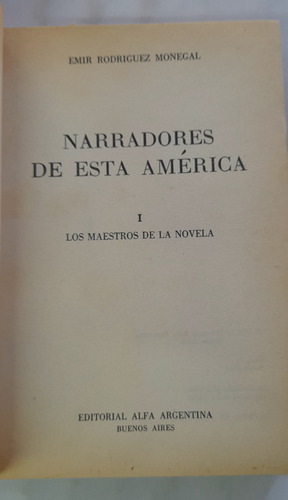 EMIR RODRIGUEZ MONEGAL
NARRADORES
DE ESTA AMÉRICA
I
LOS MAESTROS DE LA NOVELA
EDITORIAL ALFA ARGENTINA
BUENOS AIRES